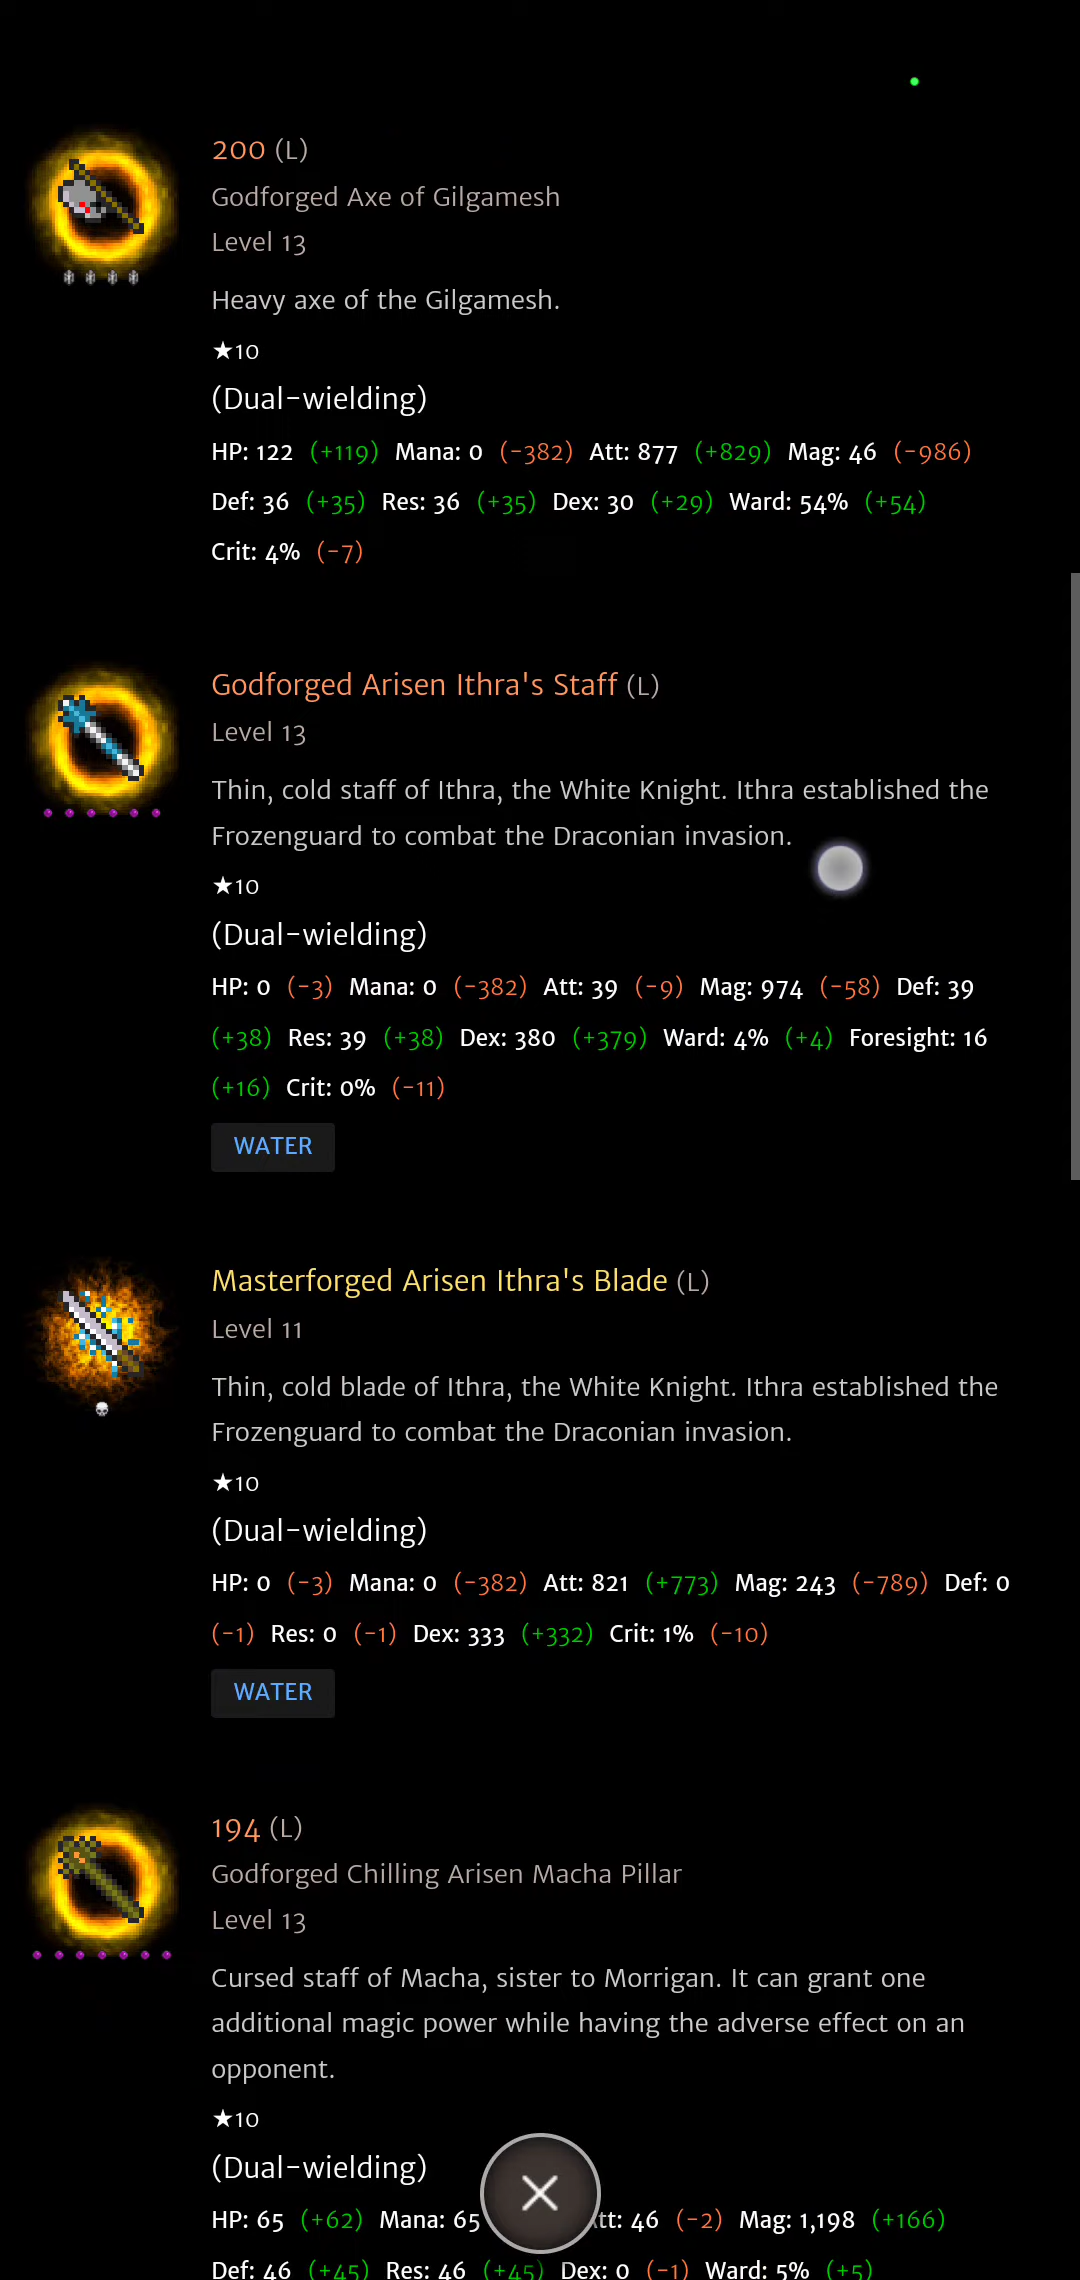 200 (L)
Godforged Axe of Gilgamesh
Level 13
Heavy axe of the Gilgamesh.
★10
(Dual-wielding)
HP: 122 (+119) Mana: 0 (-382) Att: 877 (+829) Mag: 46 (-986)
Def: 36 (+35) Res: 36 (+35) Dex: 30 (+29) Ward: 54% (+54)
Crit: 4% (-7)
Godforged Arisen Ithra's Staff (L)
Level 13
Thin, cold staff of Ithra, the White Knight. Ithra established the
Frozenguard to combat the Draconian invasion.
★10
(Dual-wielding)
HP: 0 (-3) Mana: 0 (-382) Att: 39 (-9) Mag: 974 (-58) Def: 39
(+38) Res: 39 (+38) Dex: 380 (+379) Ward: 4% (+4) Foresight: 16
(+16) Crit: 0% (-11)
WATER
Masterforged Arisen Ithra's Blade (L)
Level 11
Thin, cold blade of Ithra, the White Knight. Ithra established the
Frozenguard to combat the Draconian invasion.
★10
(Dual-wielding)
HP: 0 (-3) Mana: 0 (-382) Att: 821 (+773) Mag: 243 (-789) Def: 0
(-1) Res: 0 (-1) Dex: 333 (+332) Crit: 1% (-10)
WATER
194 (L)
Godforged Chilling Arisen Macha Pillar
Level 13
Cursed staff of Macha, sister to Morrigan. It can grant one
additional magic power while having the adverse effect on an
opponent.
★10
(Dual-wielding)
HP: 65 (+62) Mana: 65 tt: 46 (-2) Mag: 1,198 (+166)
Def: 46 (+45) Res: 46 (+45) Dex: 0 (-1) Ward: 5% (+5)